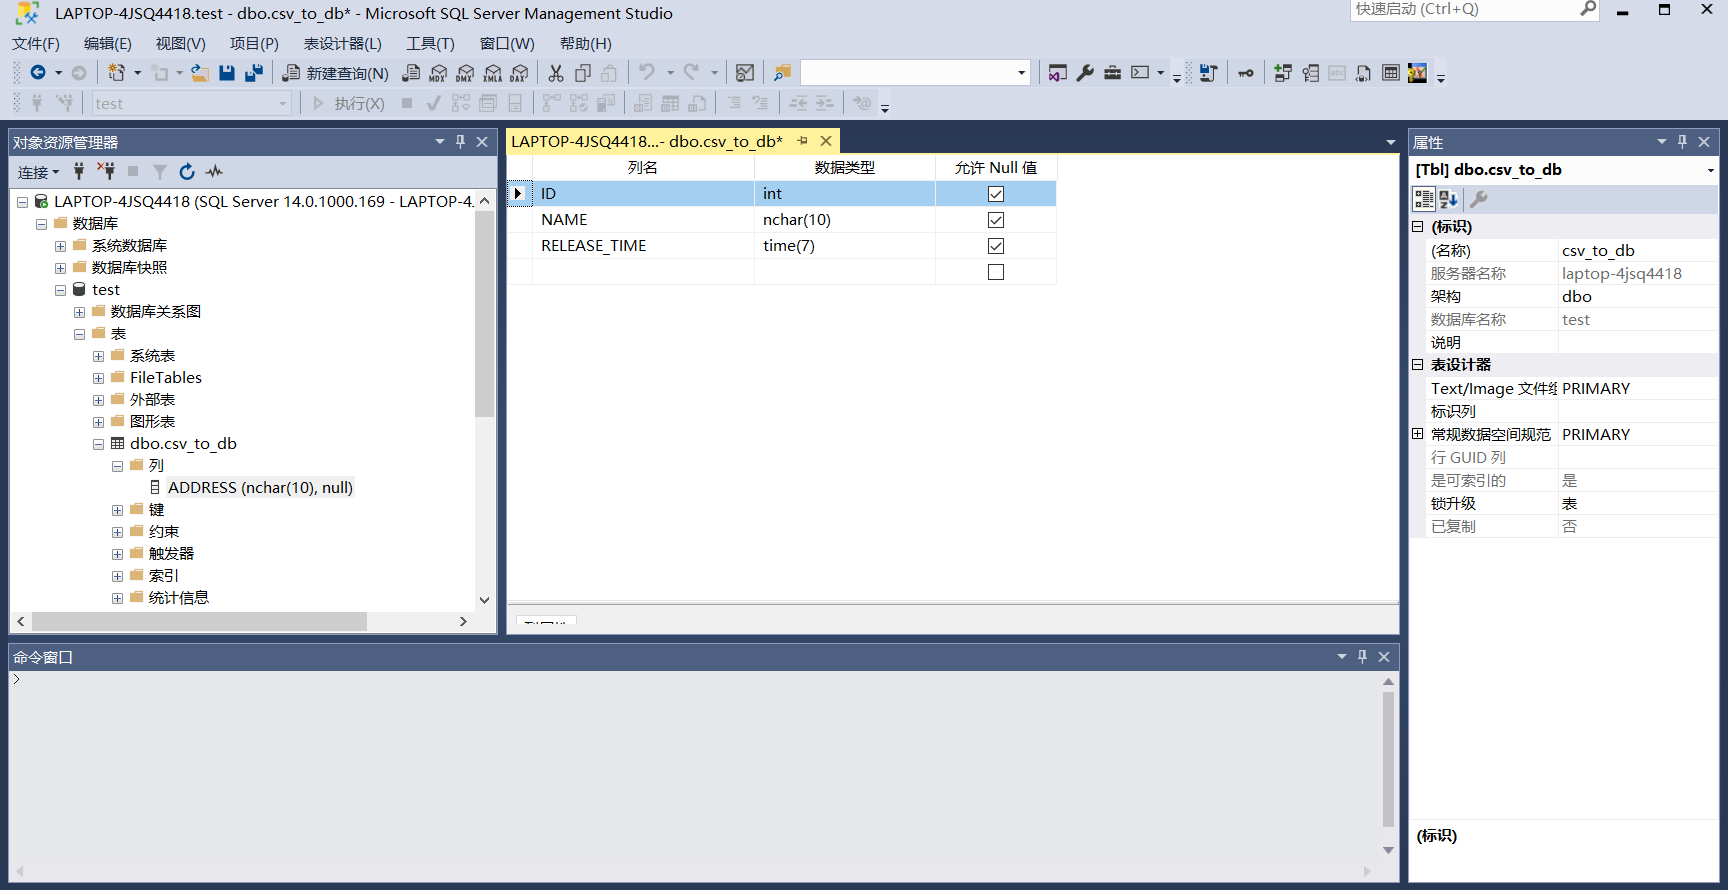 LAPTOP-4JSQ4418.test - dbo.csv_to_db* - Microsoft SQL Server Management Studio
快速启动 (Ctrl+Q)
文件(F) 编辑(E) 视图(V) 项目(P) 表设计器(L) 工具(T) 窗口(W) 帮助(H)
新建查询(N) MDX DMX XMLA DAX
test 执行(X)
对象资源管理器
连接
LAPTOP-4JSQ4418 (SQL Server 14.0.1000.169 - LAPTOP-4.
数据库
系统数据库
数据库快照
test
数据库关系图
表
系统表
FileTables
外部表
图形表
dbo.csv_to_db
列
ADDRESS (nchar(10), null)
键
约束
触发器
索引
统计信息
LAPTOP-4JSQ4418...- dbo.csv_to_db*
列名 数据类型 允许 Null 值
ID int
NAME nchar(10)
RELEASE_TIME time(7)
属性
[Tbl] dbo.csv_to_db
(标识)
(名称) csv_to_db
服务器名称 laptop-4jsq4418
架构 dbo
数据库名称 test
说明
表设计器
Text/Image 文件组 PRIMARY
标识列
常规数据空间规范 PRIMARY
行 GUID 列
是可索引的 是
锁升级 表
已复制 否
(标识)
命令窗口
>